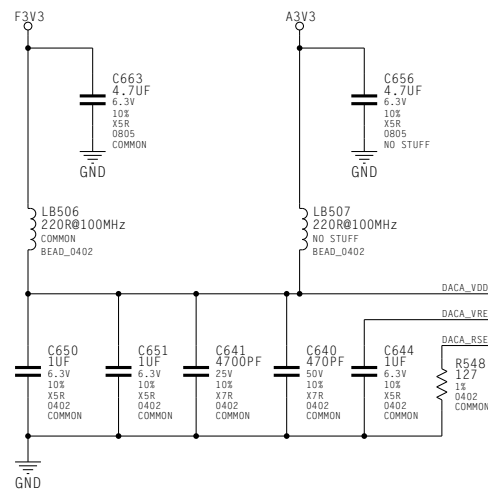 F3V3
A3V3
C663
4.7UF
6.3V
10%
X5R
0805
COMMON
GND
C656
4.7UF
6.3V
10%
X5R
0805
NO STUFF
GND
LB506
220R@100MHz
COMMON
BEAD_0402
LB507
220R@100MHz
NO STUFF
BEAD_0402
DACA_VDD
DACA_VRE
DACA_RSE
C650
1UF
6.3V
10%
X5R
0402
COMMON
C651
1UF
6.3V
10%
X5R
0402
COMMON
C641
4700PF
25V
10%
X7R
0402
COMMON
C640
470PF
50V
10%
X7R
0402
COMMON
C644
1UF
6.3V
10%
X5R
0402
COMMON
R548
127
1%
0402
COMMON
GND